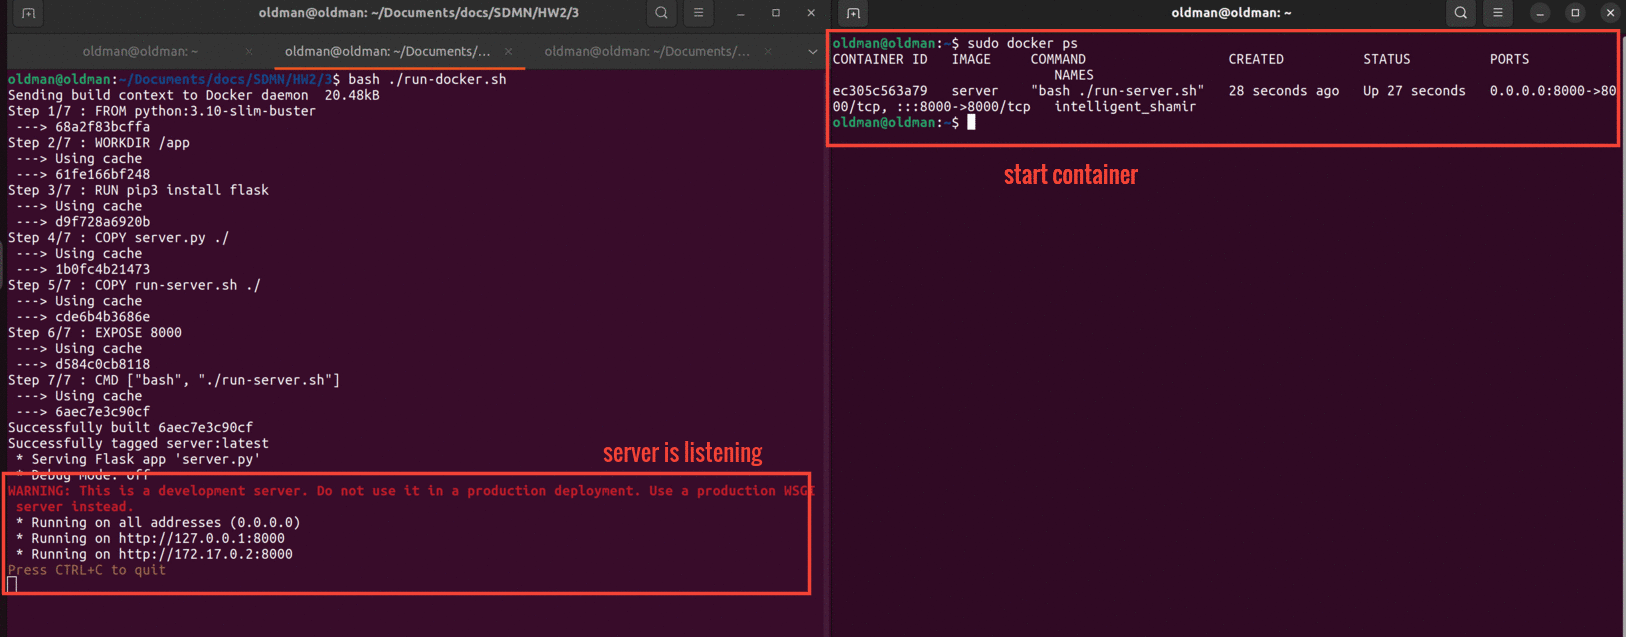 oldman@oldman: ~/Documents/docs/SDMN/HW2/3
oldman@oldman: ~
oldman@oldman: ~/Documents/...
oldman@oldman: ~/Documents/...
oldman@oldman:~/Documents/docs/SDMN/HW2/3$ bash ./run-docker.sh
Sending build context to Docker daemon  20.48kB
Step 1/7 : FROM python:3.10-slim-buster
 ---> 68a2f83bcffa
Step 2/7 : WORKDIR /app
 ---> Using cache
 ---> 61fe166bf248
Step 3/7 : RUN pip3 install flask
 ---> Using cache
 ---> d9f728a6920b
Step 4/7 : COPY server.py ./
 ---> Using cache
 ---> 1b0fc4b21473
Step 5/7 : COPY run-server.sh ./
 ---> Using cache
 ---> cde6b4b3686e
Step 6/7 : EXPOSE 8000
 ---> Using cache
 ---> d584c0cb8118
Step 7/7 : CMD ["bash", "./run-server.sh"]
 ---> Using cache
 ---> 6aec7e3c90cf
Successfully built 6aec7e3c90cf
Successfully tagged server:latest
 * Serving Flask app 'server.py'
 * Debug mode: off
server is listening
WARNING: This is a development server. Do not use it in a production deployment. Use a production WSGI
 server instead.
 * Running on all addresses (0.0.0.0)
 * Running on http://127.0.0.1:8000
 * Running on http://172.17.0.2:8000
Press CTRL+C to quit
oldman@oldman: ~
oldman@oldman:~$ sudo docker ps
CONTAINER ID   IMAGE     COMMAND                  CREATED          STATUS          PORTS
                            NAMES
ec305c563a79   server    "bash ./run-server.sh"   28 seconds ago   Up 27 seconds   0.0.0.0:8000->80
00/tcp, :::8000->8000/tcp   intelligent_shamir
oldman@oldman:~$
start container